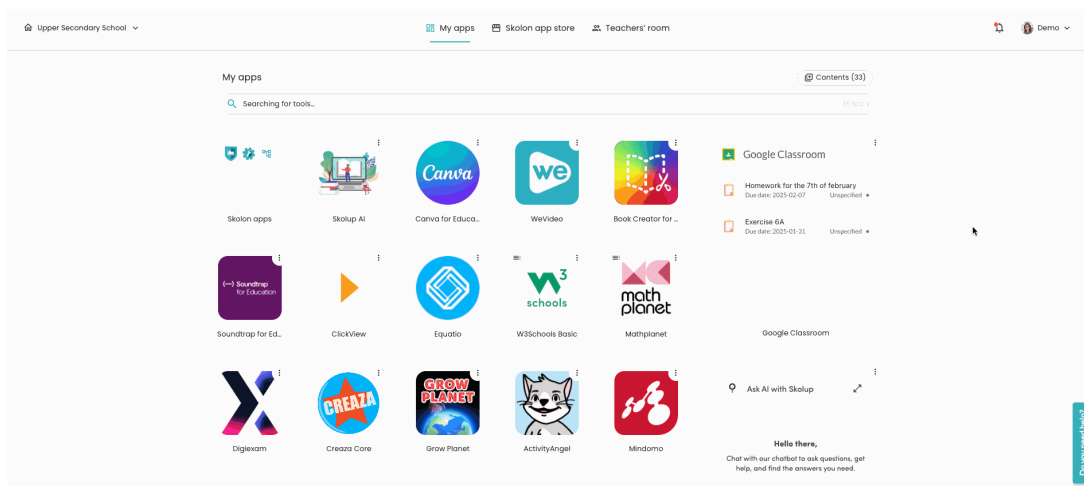 Upper Secondary School
My apps
Skolon app store
Teachers' room
Demo
My apps
Contents (33)
Searching for tools...
Google Classroom
Homework for the 7th of february
Due date: 2025-02-07
Unspecified
Exercise 6A
Due date: 2025-01-31
Unspecified
Google Classroom
Canva
we
Skolon apps
Skolup AI
Canva for Educa...
WeVideo
Book Creator for ...
Soundtrap
for Education
W3
schools
math
planet
Soundtrap for Ed...
ClickView
Equatio
W3Schools Basic
Mathplanet
CREAZA
GROW
PLANET
Digiexam
Creaza Core
Grow Planet
ActivityAngel
Mindomo
Ask AI with Skolup
Hello there,
Chat with our chatbot to ask questions, get
help, and find the answers you need.
Do you need help?